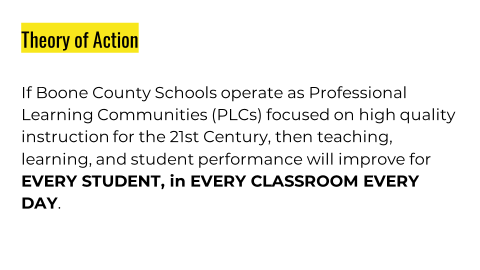 Theory of Action
If Boone County Schools operate as Professional
Learning Communities (PLCs) focused on high quality
instruction for the 21st Century, then teaching,
learning, and student performance will improve for
EVERY STUDENT, in EVERY CLASSROOM EVERY
DAY.